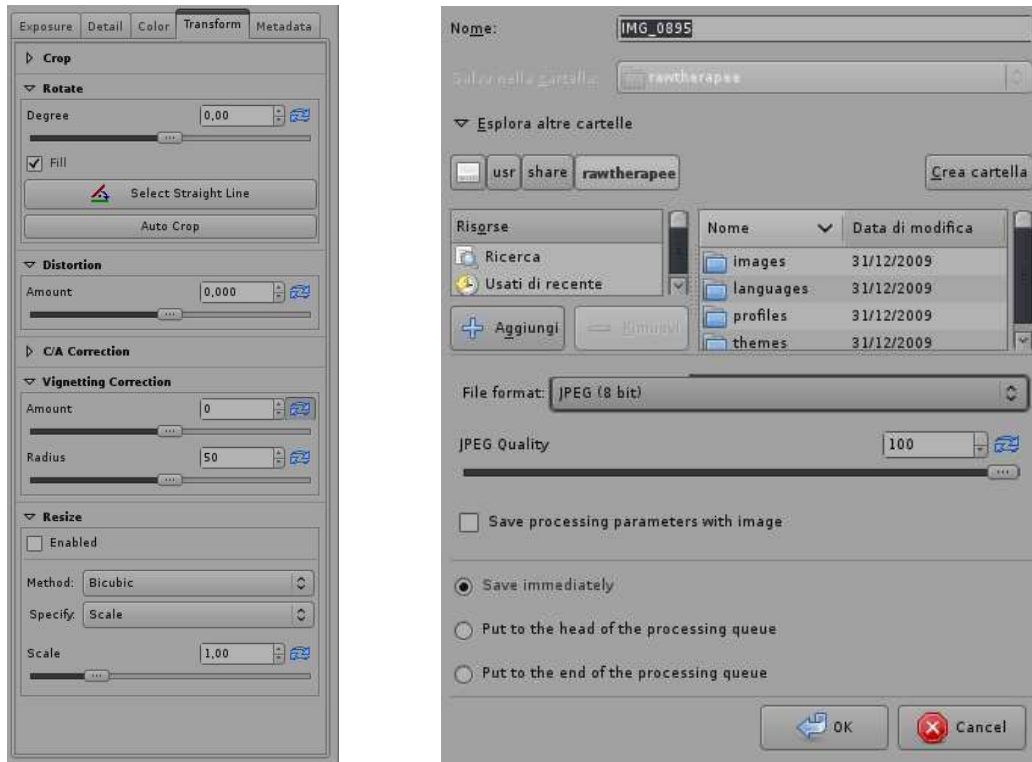 Exposure Detail Color Transform Metadata
Crop
Rotate
Degree 0,00
Fill
Select Straight Line
Auto Crop
Distortion
Amount 0,000
C/A Correction
Vignetting Correction
Amount 0
Radius 50
Resize
Enabled
Method: Bicubic
Specify: Scale
Scale 1,00
Nome: IMG_0895
Salva nella cartella: rawtherapee
Esplora altre cartelle
usr share rawtherapee Crea cartella
Risorse
Ricerca
Usati di recente
Aggiungi Rimuovi
Nome Data di modifica
images 31/12/2009
languages 31/12/2009
profiles 31/12/2009
themes 31/12/2009
File format: JPEG (8 bit)
JPEG Quality 100
Save processing parameters with image
Save immediately
Put to the head of the processing queue
Put to the end of the processing queue
OK Cancel